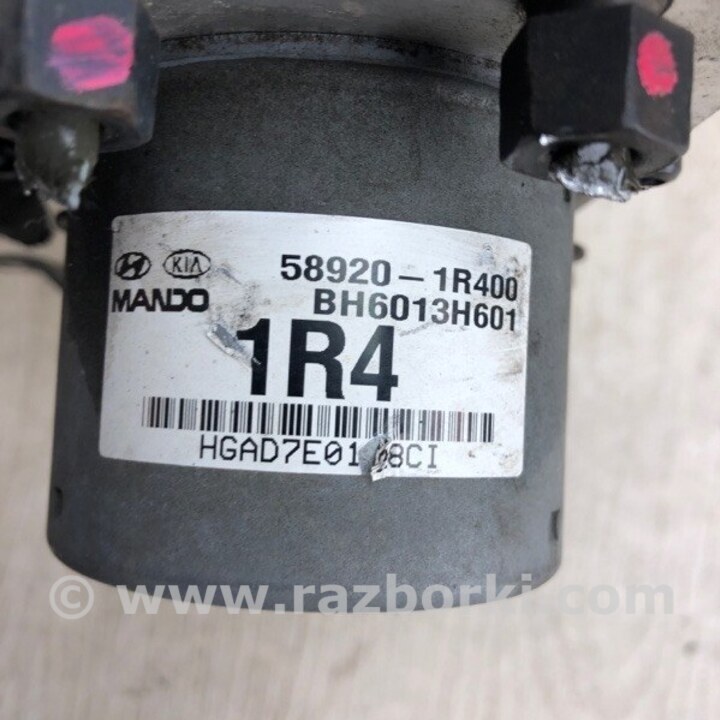 KIA 58920-1R400
MANDO BH6013H601
1R4
© www.razborki.com